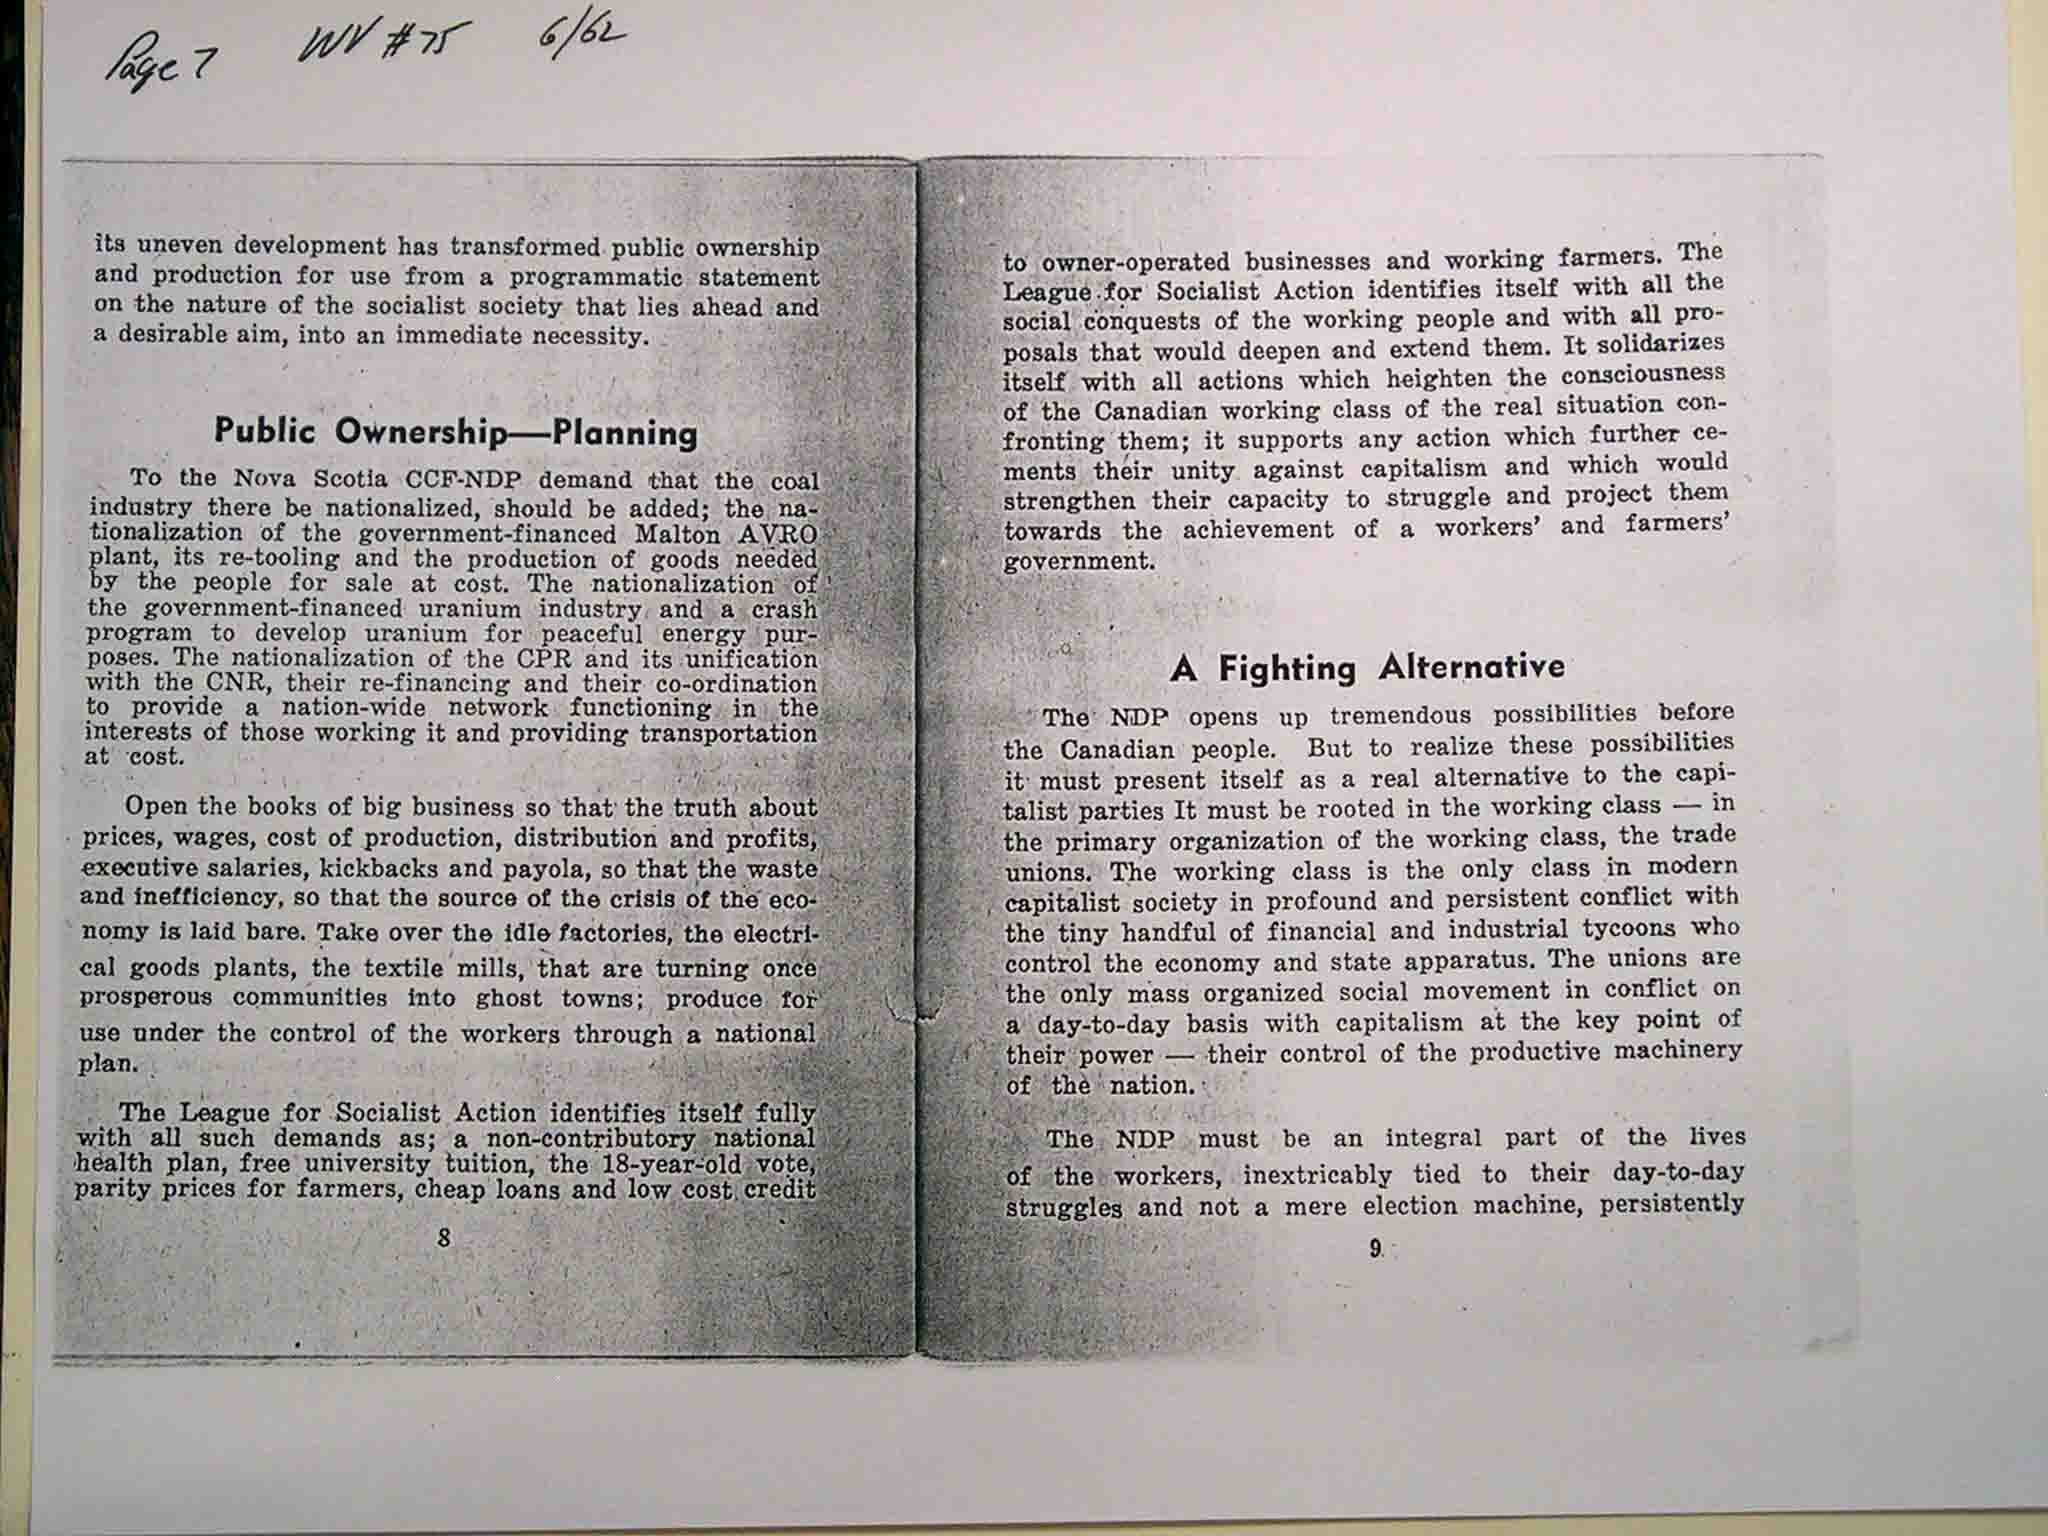 Page 7 WV #75 6/62
its uneven development has transformed public ownership
and production for use from a programmatic statement
on the nature of the socialist society that lies ahead and
a desirable aim, into an immediate necessity.
Public Ownership—Planning
To the Nova Scotia CCF-NDP demand that the coal
industry there be nationalized, should be added; the na-
tionalization of the government-financed Malton AVRO
plant, its re-tooling and the production of goods needed
by the people for sale at cost. The nationalization of
the government-financed uranium industry and a crash
program to develop uranium for peaceful energy pur-
poses. The nationalization of the CPR and its unification
with the CNR, their re-financing and their co-ordination
to provide a nation-wide network functioning in the
interests of those working it and providing transportation
at cost.
Open the books of big business so that the truth about
prices, wages, cost of production, distribution and profits,
executive salaries, kickbacks and payola, so that the waste
and inefficiency, so that the source of the crisis of the eco-
nomy is laid bare. Take over the idle factories, the electri-
cal goods plants, the textile mills, that are turning once
prosperous communities into ghost towns; produce for
use under the control of the workers through a national
plan.
The League for Socialist Action identifies itself fully
with all such demands as; a non-contributory national
health plan, free university tuition, the 18-year-old vote,
parity prices for farmers, cheap loans and low cost credit
8
to owner-operated businesses and working farmers. The
League for Socialist Action identifies itself with all the
social conquests of the working people and with all pro-
posals that would deepen and extend them. It solidarizes
itself with all actions which heighten the consciousness
of the Canadian working class of the real situation con-
fronting them; it supports any action which further ce-
ments their unity against capitalism and which would
strengthen their capacity to struggle and project them
towards the achievement of a workers' and farmers'
government.
A Fighting Alternative
The NDP opens up tremendous possibilities before
the Canadian people. But to realize these possibilities
it must present itself as a real alternative to the capi-
talist parties It must be rooted in the working class — in
the primary organization of the working class, the trade
unions. The working class is the only class in modern
capitalist society in profound and persistent conflict with
the tiny handful of financial and industrial tycoons who
control the economy and state apparatus. The unions are
the only mass organized social movement in conflict on
a day-to-day basis with capitalism at the key point of
their power — their control of the productive machinery
of the nation.
The NDP must be an integral part of the lives
of the workers, inextricably tied to their day-to-day
struggles and not a mere election machine, persistently
9